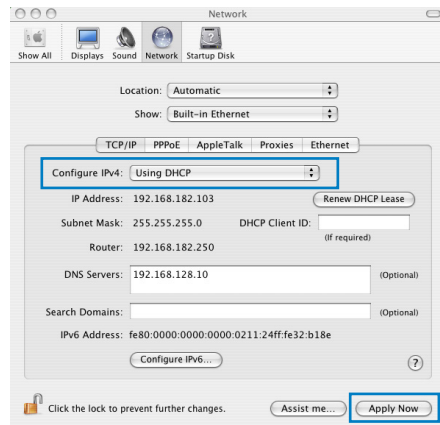 Network
Show All Displays Sound Network Startup Disk
Location: Automatic
Show: Built-in Ethernet
TCP/IP PPPoE AppleTalk Proxies Ethernet
Configure IPv4: Using DHCP
IP Address: 192.168.182.103 Renew DHCP Lease
Subnet Mask: 255.255.255.0 DHCP Client ID:
(If required)
Router: 192.168.182.250
DNS Servers: 192.168.128.10 (Optional)
Search Domains: (Optional)
IPv6 Address: fe80:0000:0000:0000:0211:24ff:fe32:b18e
Configure IPv6... ?
Click the lock to prevent further changes. Assist me... Apply Now